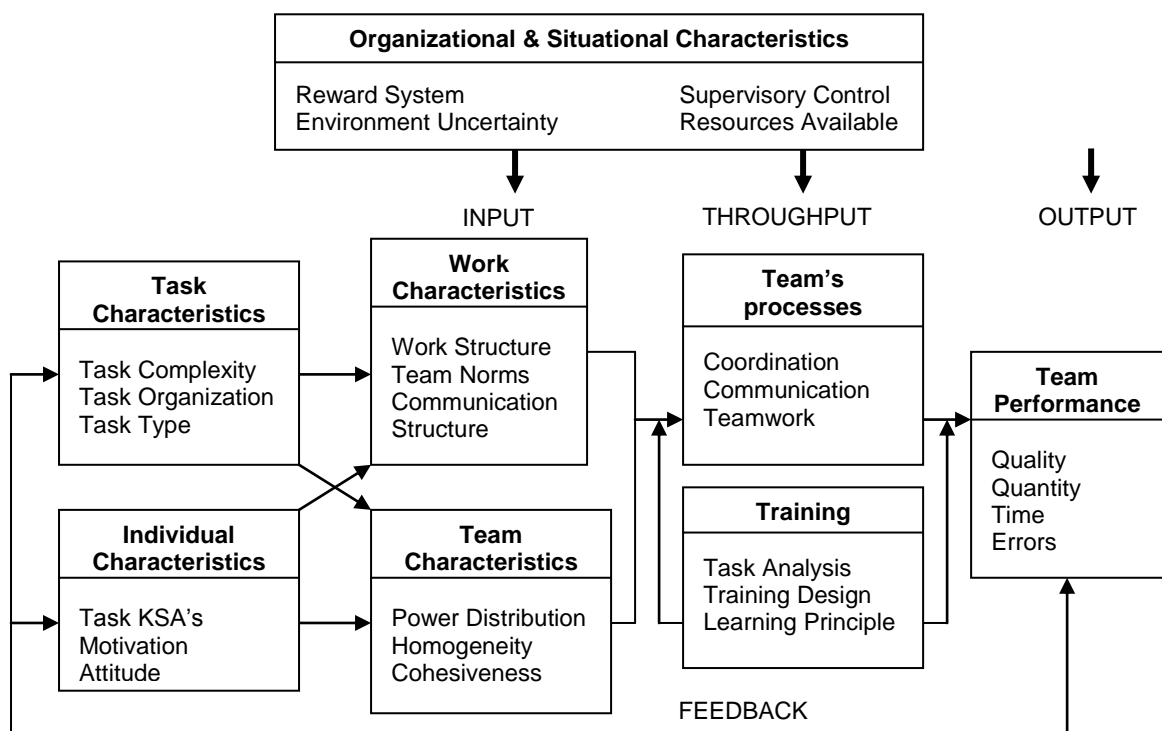 Organizational & Situational Characteristics
Reward System
Environment Uncertainty
Supervisory Control
Resources Available
INPUT
THROUGHPUT
OUTPUT
Task
Characteristics
Task Complexity
Task Organization
Task Type
Work
Characteristics
Work Structure
Team Norms
Communication
Structure
Team's
processes
Coordination
Communication
Teamwork
Team
Performance
Quality
Quantity
Time
Errors
Individual
Characteristics
Task KSA's
Motivation
Attitude
Team
Characteristics
Power Distribution
Homogeneity
Cohesiveness
Training
Task Analysis
Training Design
Learning Principle
FEEDBACK